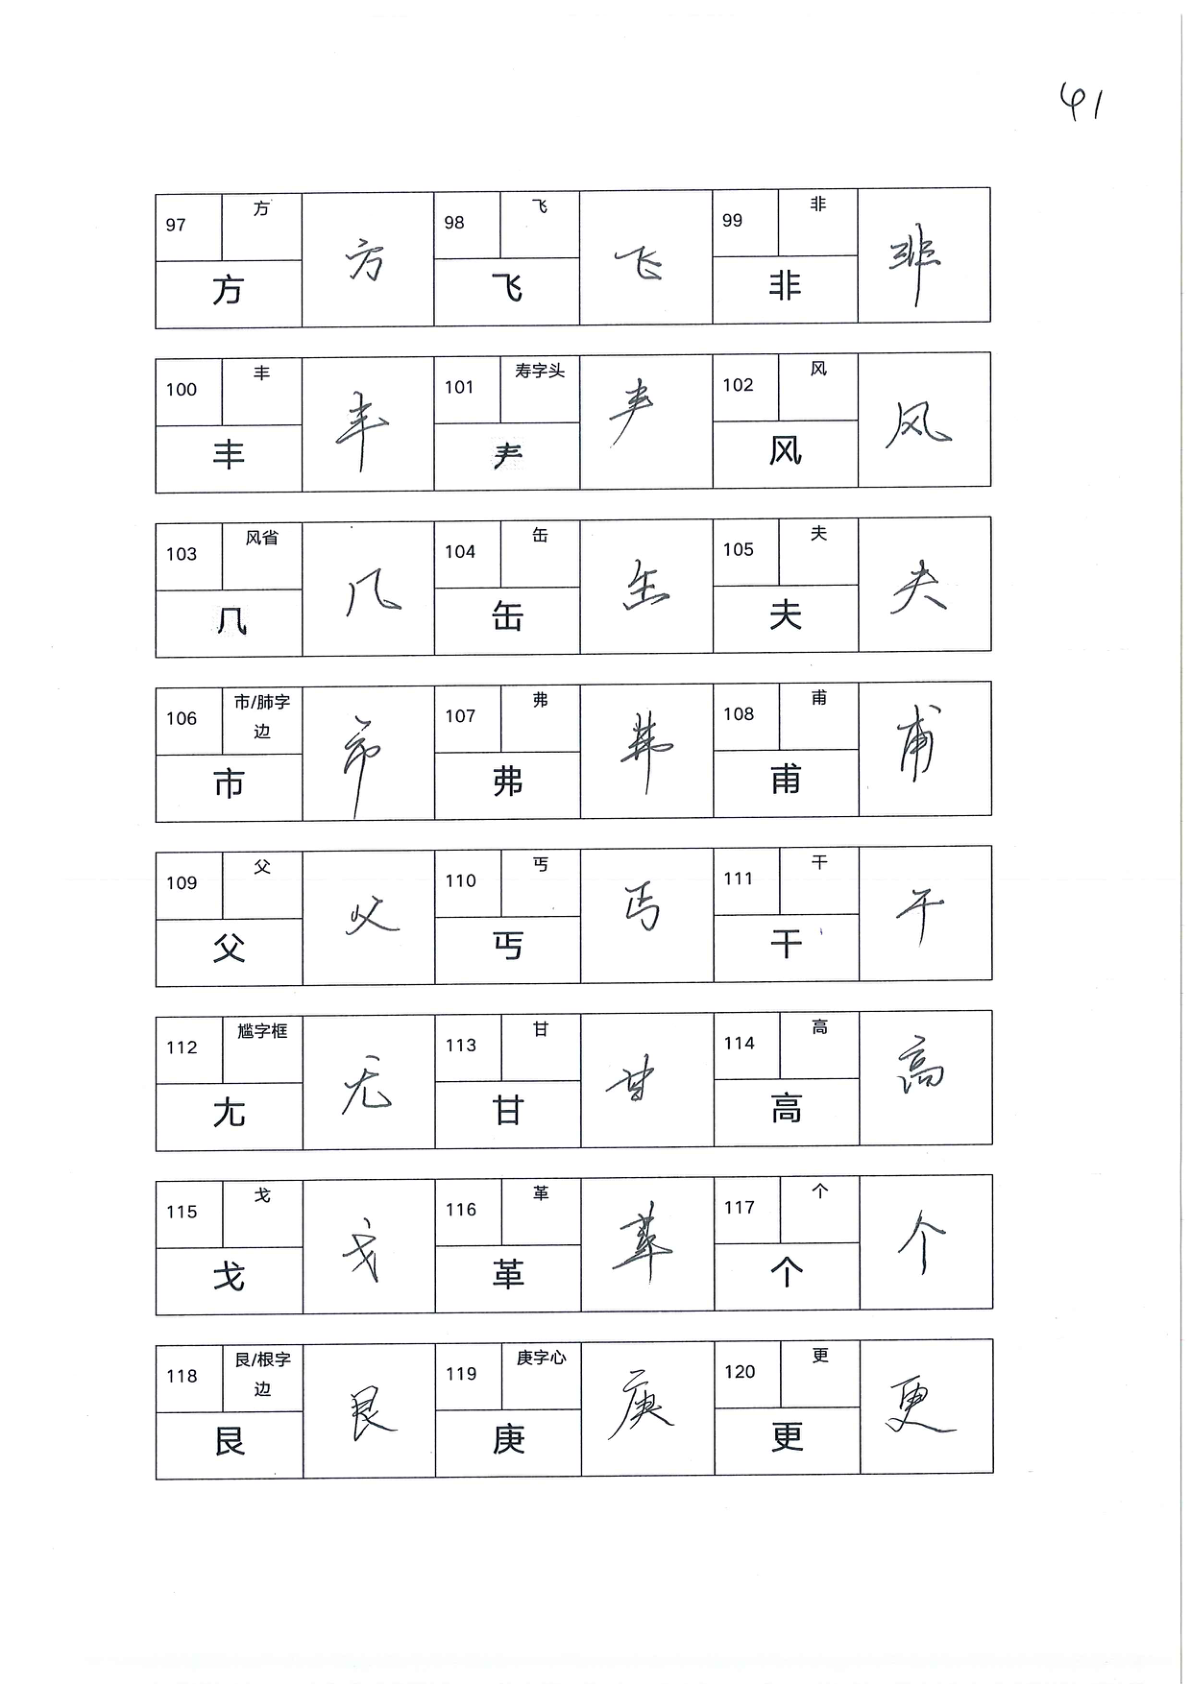 41
97 方 方 方 98 飞 飞 飞 99 非 非 非
100 丰 丰 丰 101 寿字头 龵 102 风 风 风
103 风省 几 几 104 缶 缶 缶 105 夫 夫 夫
106 市/肺字边 市 市 107 弗 弗 弗 108 甫 甫 甫
109 父 父 父 110 丐 丐 丐 111 干 干 干
112 尴字框 尢 尢 113 甘 甘 甘 114 高 高 高
115 戈 戈 戈 116 革 革 革 117 个 个 个
118 艮/根字边 艮 艮 119 庚字心 庚 庚 120 更 更 更